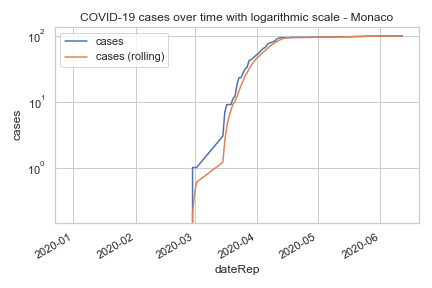 COVID-19 cases over time with logarithmic scale - Monaco
cases
cases (rolling)
10²
10¹
10⁰
cases
2020-01
2020-02
2020-03
2020-04
2020-05
2020-06
dateRep